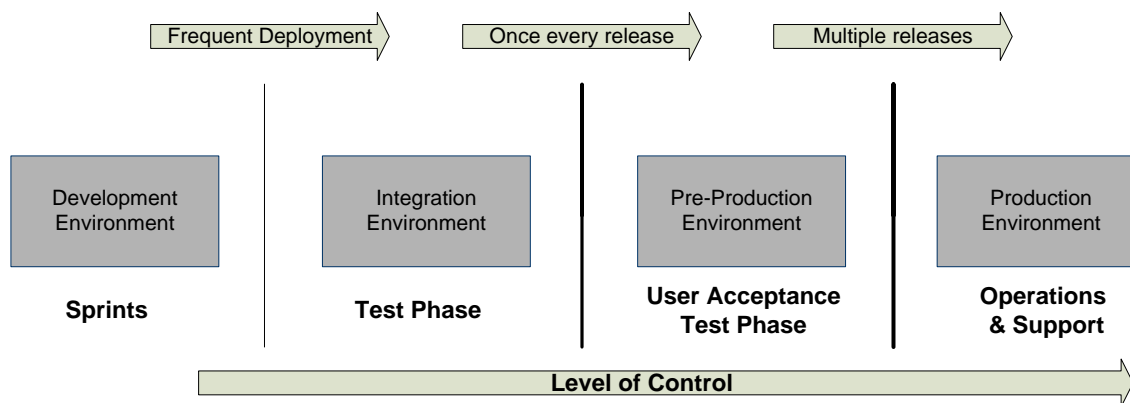 Frequent Deployment
Once every release
Multiple releases
Development
Environment
Integration
Environment
Pre-Production
Environment
Production
Environment
Sprints
Test Phase
User Acceptance
Test Phase
Operations
& Support
Level of Control